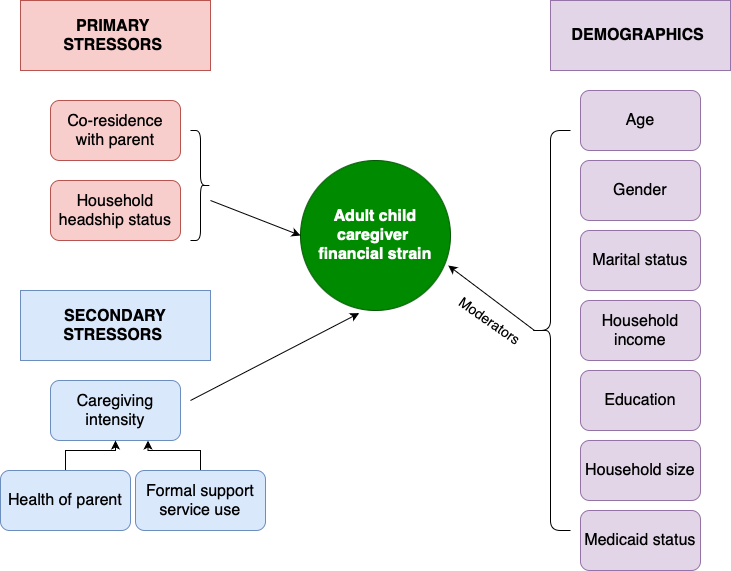 PRIMARY
STRESSORS
Co-residence
with parent
Household
headship status
SECONDARY
STRESSORS
Caregiving
intensity
Health of parent
Formal support
service use
Adult child
caregiver
financial strain
Moderators
DEMOGRAPHICS
Age
Gender
Marital status
Household
income
Education
Household size
Medicaid status